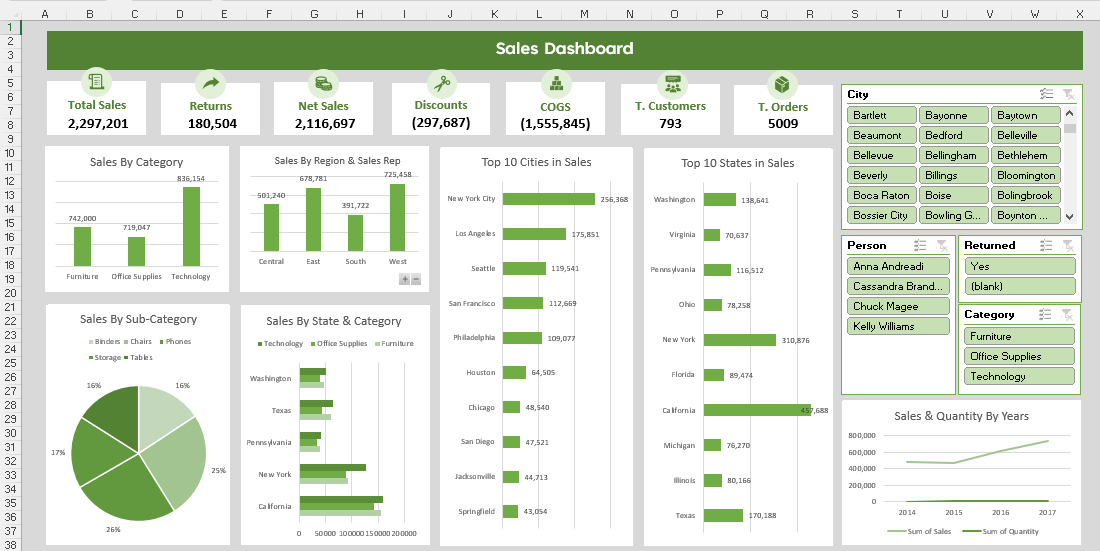 A B C D E F G H I J K L M N O P Q R S T U V W X
1
2
3
4
5
6
7
8
9
10
11
12
13
14
15
16
17
18
19
20
21
22
23
24
25
26
27
28
29
30
31
32
33
34
35
36
37
38
Sales Dashboard
Total Sales
2,297,201
Returns
180,504
Net Sales
2,116,697
Discounts
(297,687)
COGS
(1,555,845)
T. Customers
793
T. Orders
5009
City
Bartlett Bayonne Baytown
Beaumont Bedford Belleville
Bellevue Bellingham Bethlehem
Beverly Billings Bloomington
Boca Raton Boise Bolingbrook
Bossier City Bowling G... Boynton ...
Person
Anna Andreadi
Cassandra Brand...
Chuck Magee
Kelly Williams
Returned
Yes
(blank)
Category
Furniture
Office Supplies
Technology
Sales By Category
742,000
719,047
836,154
Furniture Office Supplies Technology
Sales By Region & Sales Rep
501,240
678,781
391,722
725,458
Central East South West
+ −
Top 10 Cities in Sales
New York City 256,368
Los Angeles 175,851
Seattle 119,541
San Francisco 112,669
Philadelphia 109,077
Houston 64,505
Chicago 48,540
San Diego 47,521
Jacksonville 44,713
Springfield 43,054
Top 10 States in Sales
Washington 138,641
Virginia 70,637
Pennsylvania 116,512
Ohio 78,258
New York 310,876
Florida 89,474
California 457,688
Michigan 76,270
Illinois 80,166
Texas 170,188
Sales By Sub-Category
Binders Chairs Phones
Storage Tables
16% 16%
17% 25%
26%
Sales By State & Category
Technology Office Supplies Furniture
Washington
Texas
Pennsylvania
New York
California
0 50000 100000 150000 200000
Sales & Quantity By Years
800,000
600,000
400,000
200,000
0
2014 2015 2016 2017
Sum of Sales Sum of Quantity